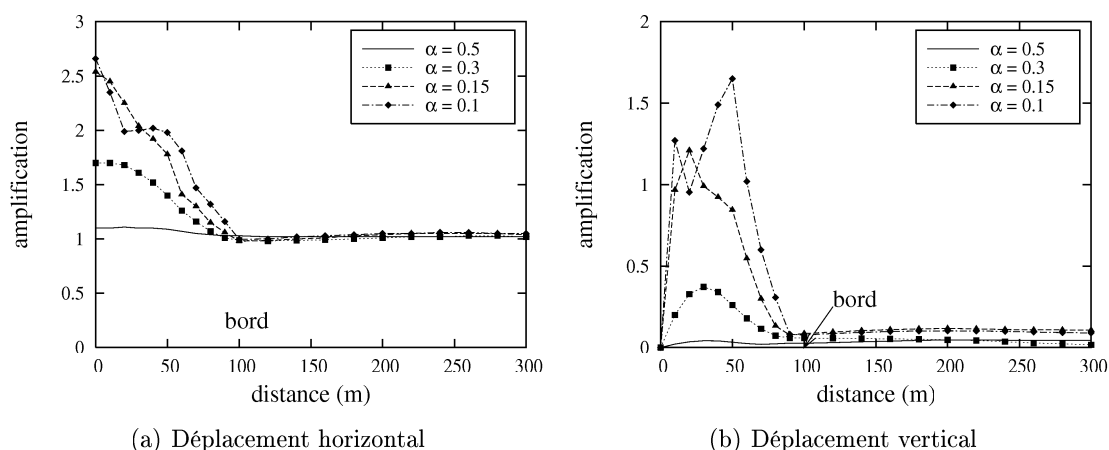 3
2.5
2
1.5
1
0.5
0
amplification
α = 0.5
α = 0.3
α = 0.15
α = 0.1
bord
0 50 100 150 200 250 300
distance (m)
(a) Déplacement horizontal
2
1.5
1
0.5
0
amplification
α = 0.5
α = 0.3
α = 0.15
α = 0.1
bord
0 50 100 150 200 250 300
distance (m)
(b) Déplacement vertical